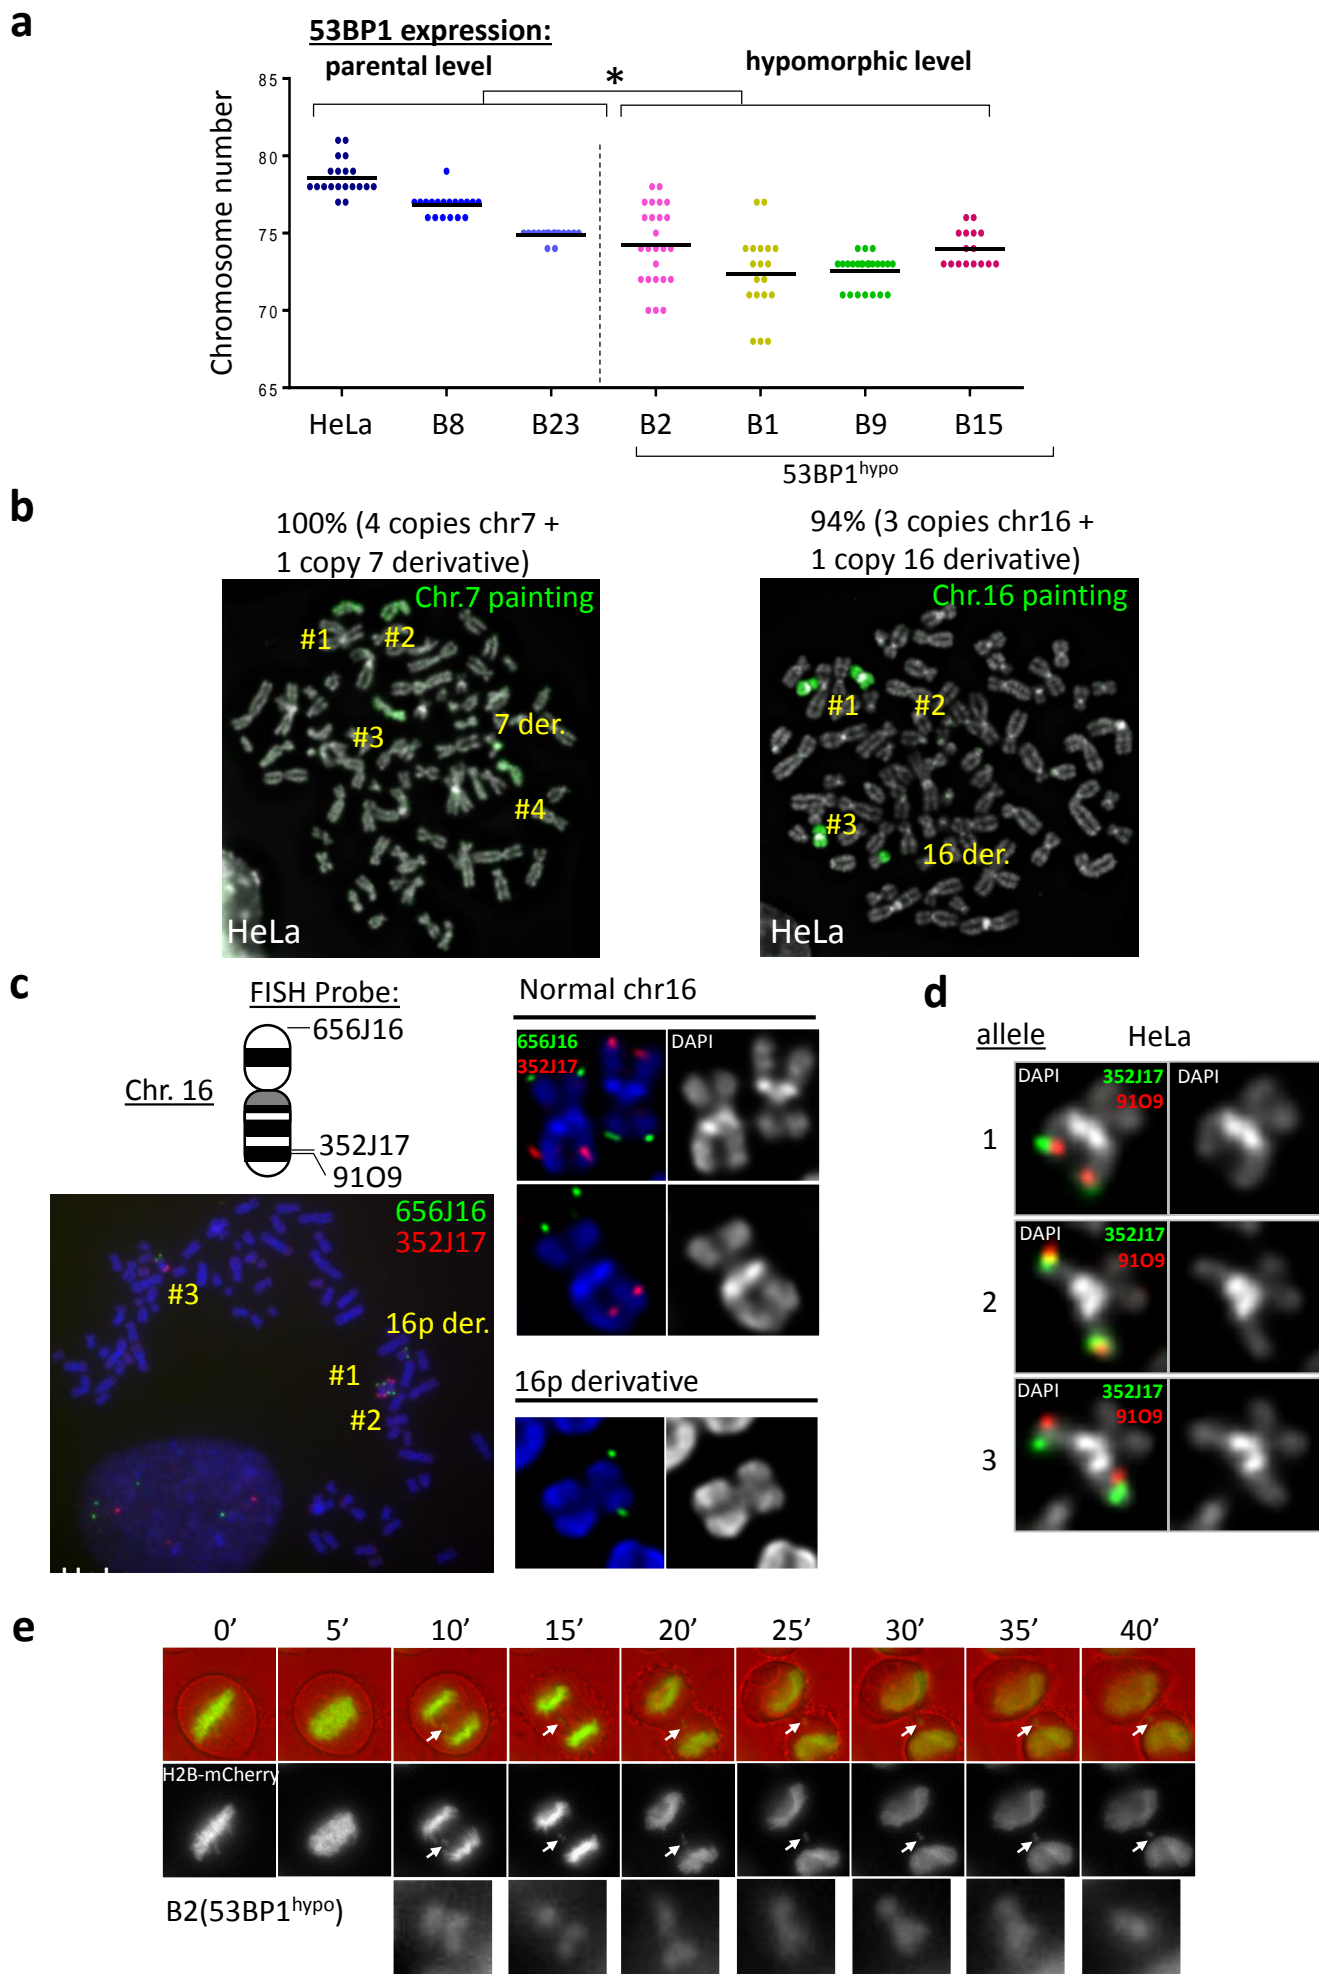 a
53BP1 expression:
parental level
hypomorphic level
*
Chromosome number
85
80
75
70
65
HeLa B8 B23 B2 B1 B9 B15
53BP1hypo
b
100% (4 copies chr7 +
1 copy 7 derivative)
94% (3 copies chr16 +
1 copy 16 derivative)
Chr.7 painting
#1
#2
#3
7 der.
#4
HeLa
Chr.16 painting
#1
#2
#3
16 der.
HeLa
c
FISH Probe:
656J16
Chr. 16
352J17
91O9
656J16
352J17
#3
16p der.
#1
#2
Normal chr16
656J16
352J17
DAPI
16p derivative
d
allele HeLa
DAPI 352J17 DAPI
91O9
1
DAPI 352J17
91O9
2
DAPI 352J17
91O9
3
e
0’ 5’ 10’ 15’ 20’ 25’ 30’ 35’ 40’
H2B-mCherry
B2(53BP1hypo)